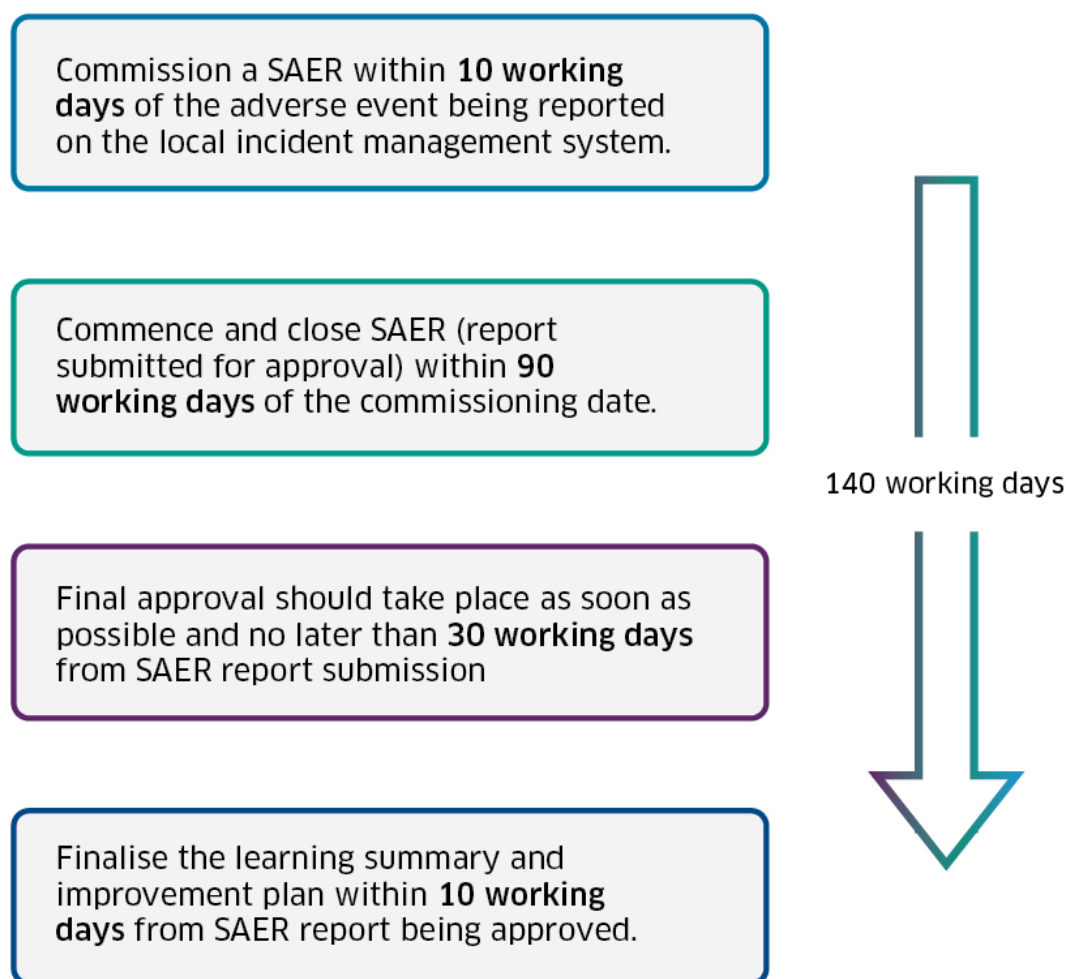 Commission a SAER within 10 working
days of the adverse event being reported
on the local incident management system.
Commence and close SAER (report
submitted for approval) within 90
working days of the commissioning date.
140 working days
Final approval should take place as soon as
possible and no later than 30 working days
from SAER report submission
Finalise the learning summary and
improvement plan within 10 working
days from SAER report being approved.